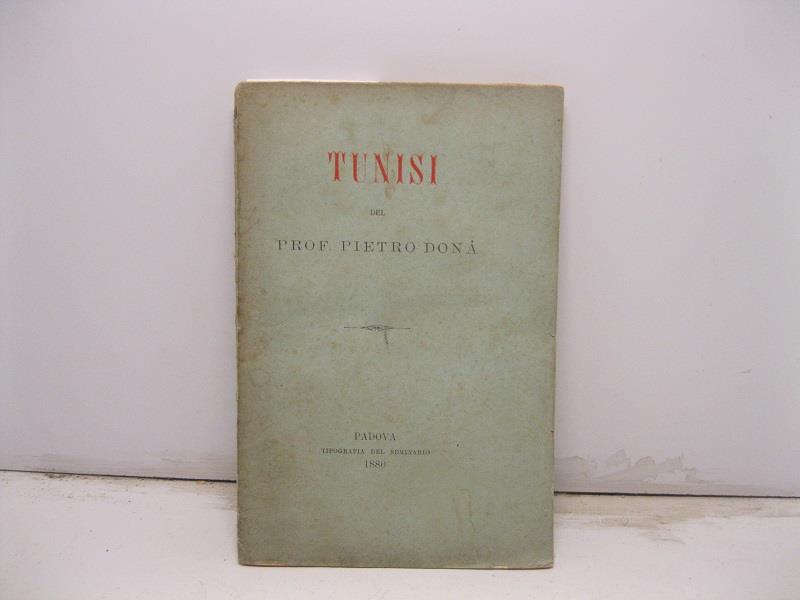 TUNISI
DEL
PROF. PIETRO DONÀ
PADOVA
TIPOGRAFIA DEL SEMINARIO
1880